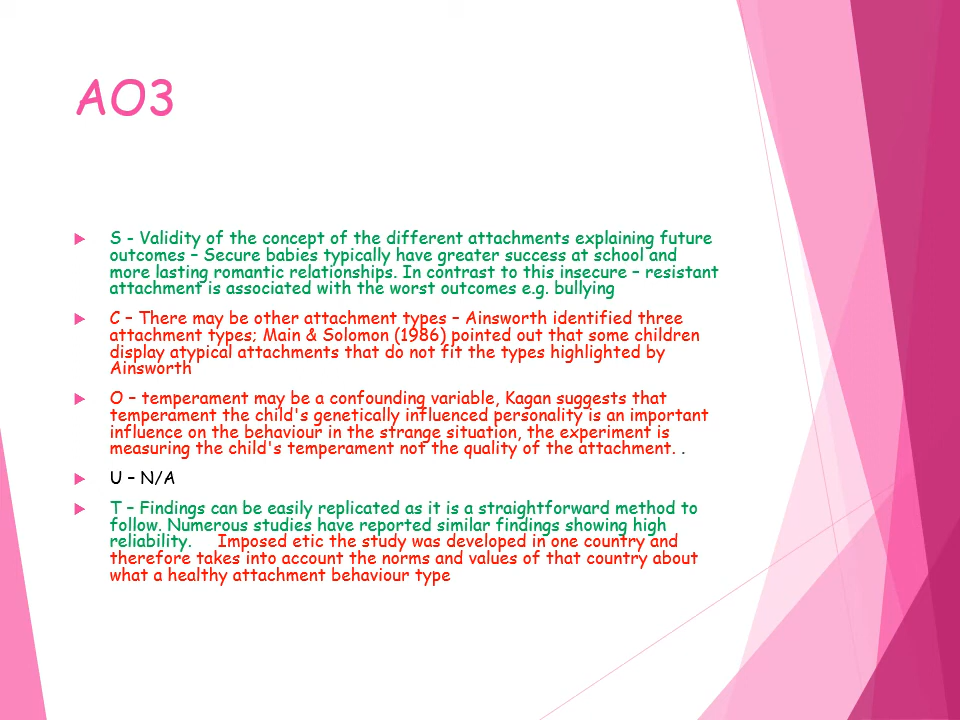 AO3
S - Validity of the concept of the different attachments explaining future
outcomes – Secure babies typically have greater success at school and
more lasting romantic relationships. In contrast to this insecure – resistant
attachment is associated with the worst outcomes e.g. bullying
C – There may be other attachment types – Ainsworth identified three
attachment types; Main & Solomon (1986) pointed out that some children
display atypical attachments that do not fit the types highlighted by
Ainsworth
O – temperament may be a confounding variable, Kagan suggests that
temperament the child's genetically influenced personality is an important
influence on the behaviour in the strange situation, the experiment is
measuring the child's temperament not the quality of the attachment. .
U – N/A
T – Findings can be easily replicated as it is a straightforward method to
follow. Numerous studies have reported similar findings showing high
reliability. Imposed etic the study was developed in one country and
therefore takes into account the norms and values of that country about
what a healthy attachment behaviour type